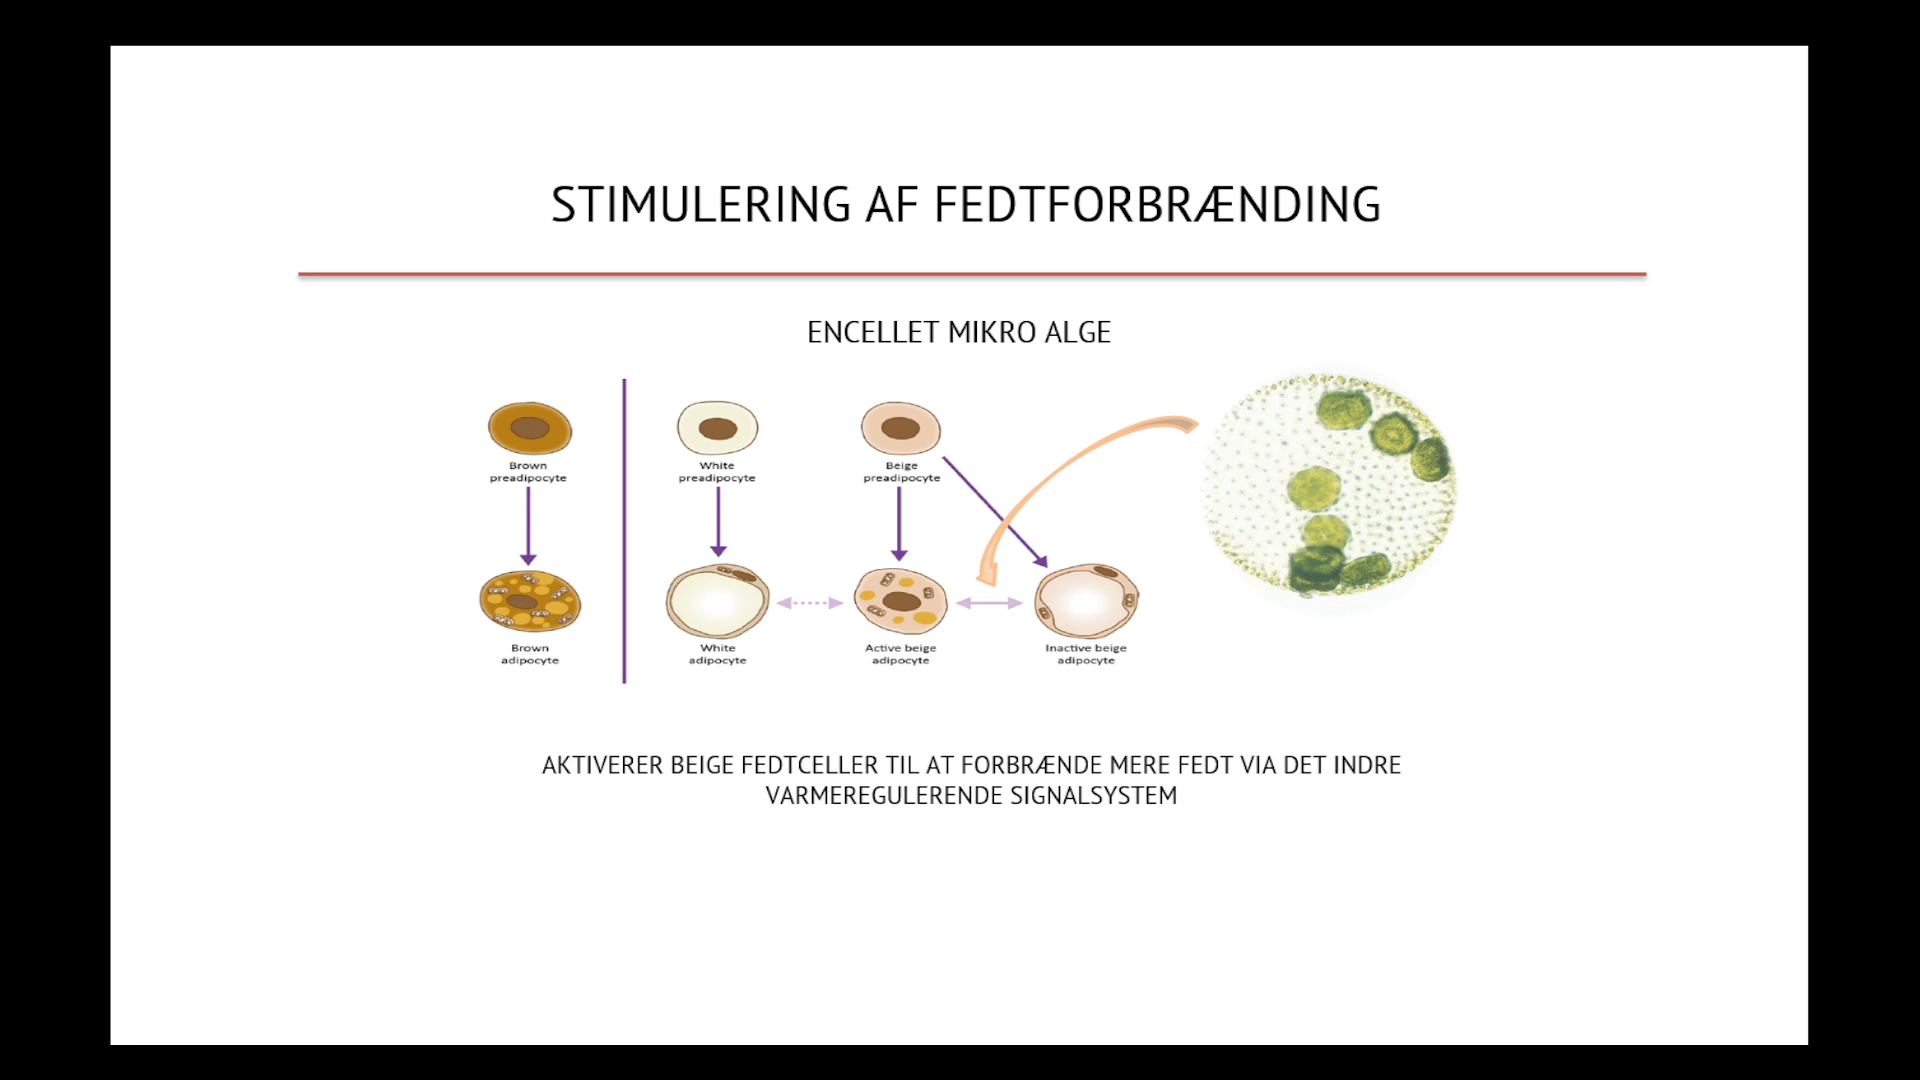 STIMULERING AF FEDTFORBRÆNDING
ENCELLET MIKRO ALGE
Brown
preadipocyte
White
preadipocyte
Beige
preadipocyte
Brown
adipocyte
White
adipocyte
Active beige
adipocyte
Inactive beige
adipocyte
AKTIVERER BEIGE FEDTCELLER TIL AT FORBRÆNDE MERE FEDT VIA DET INDRE
VARMEREGULERENDE SIGNALSYSTEM